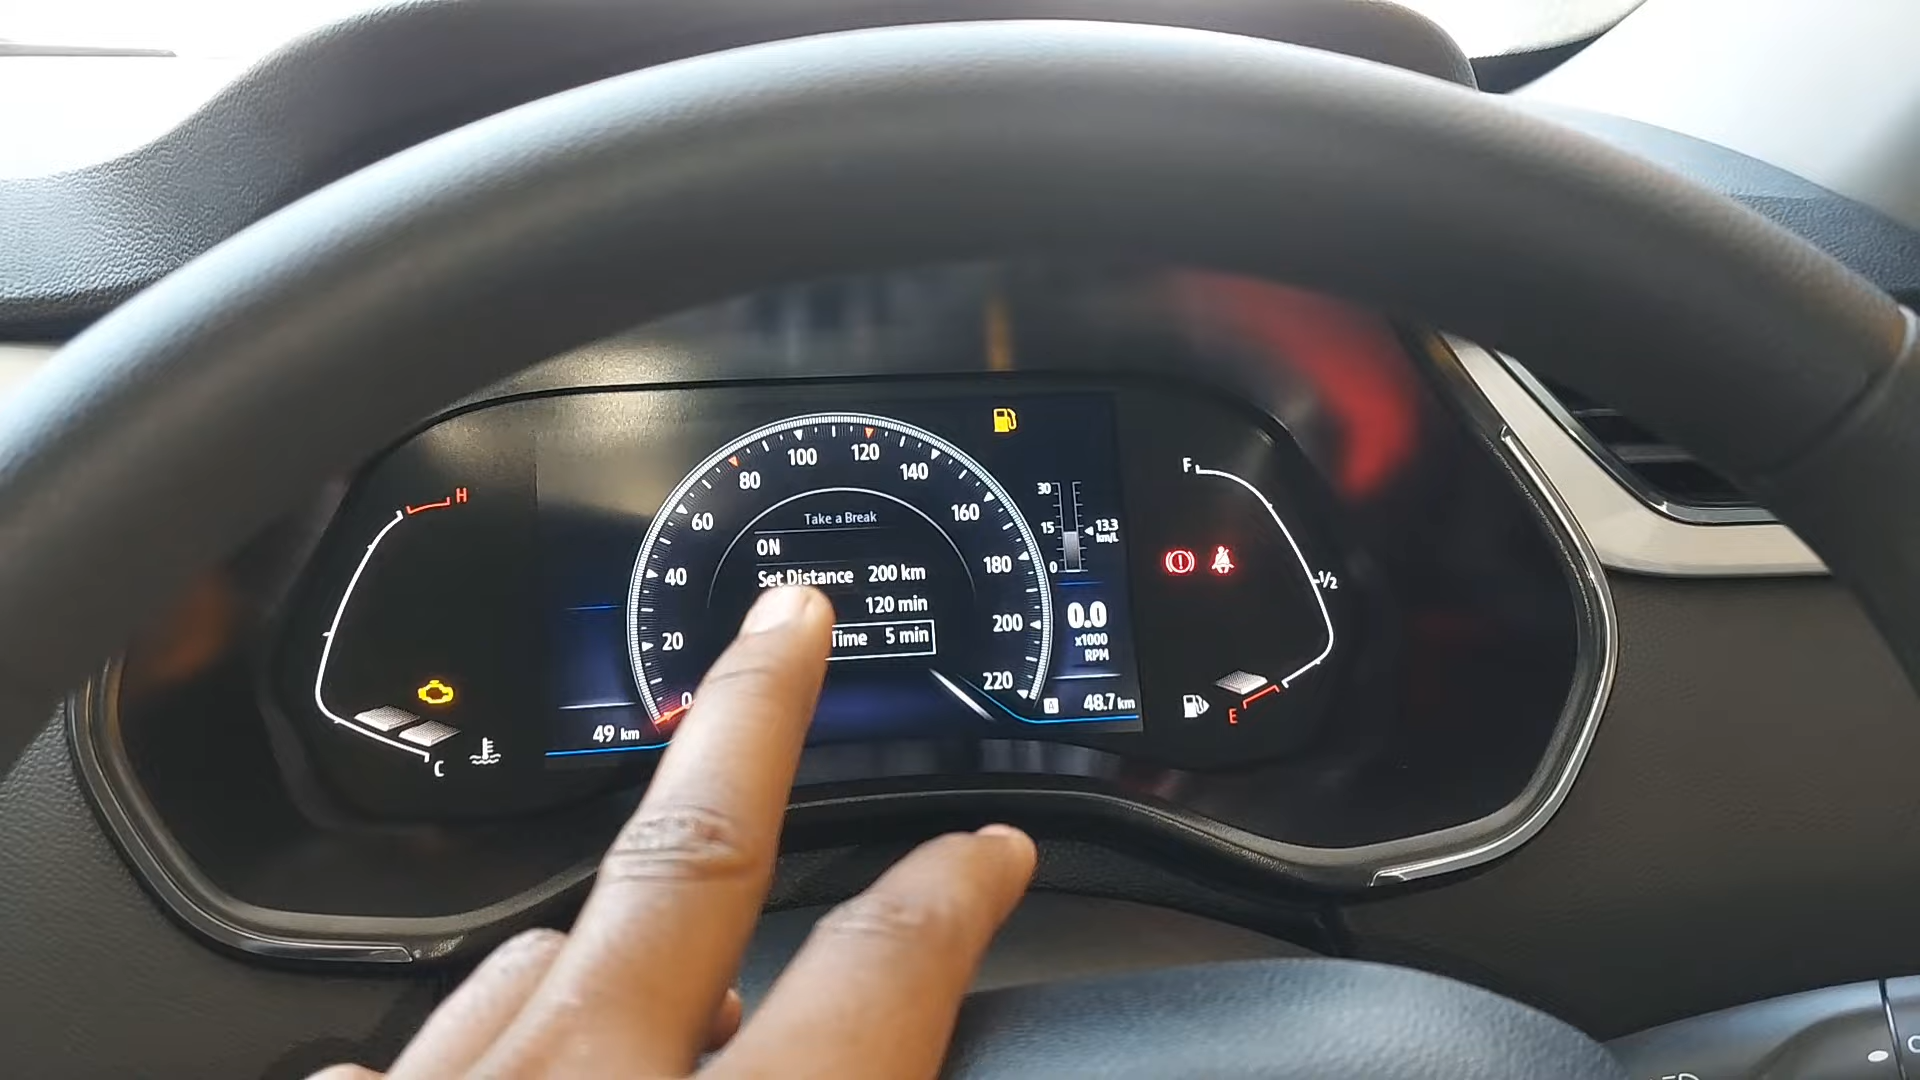 H
C
49 km
0
20
40
60
80
100
120
140
160
180
200
220
Take a Break
ON
Set Distance 200 km
120 min
Time 5 min
30
15
0
13.3
km/L
0.0
x1000
RPM
A 48.7 km
F
1/2
E